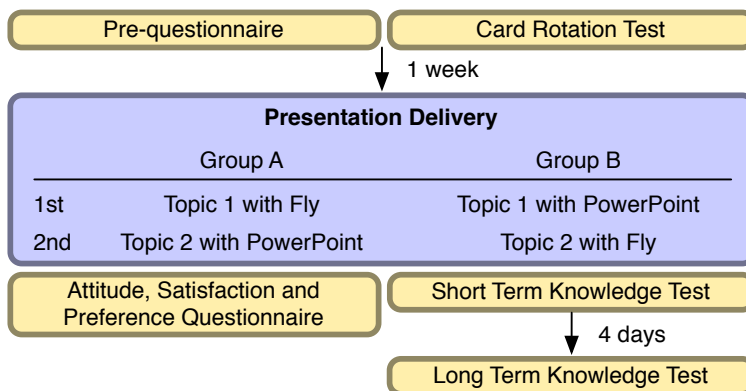 Pre-questionnaire
Card Rotation Test
1 week
Presentation Delivery
Group A Group B
1st Topic 1 with Fly Topic 1 with PowerPoint
2nd Topic 2 with PowerPoint Topic 2 with Fly
Attitude, Satisfaction and
Preference Questionnaire
Short Term Knowledge Test
4 days
Long Term Knowledge Test